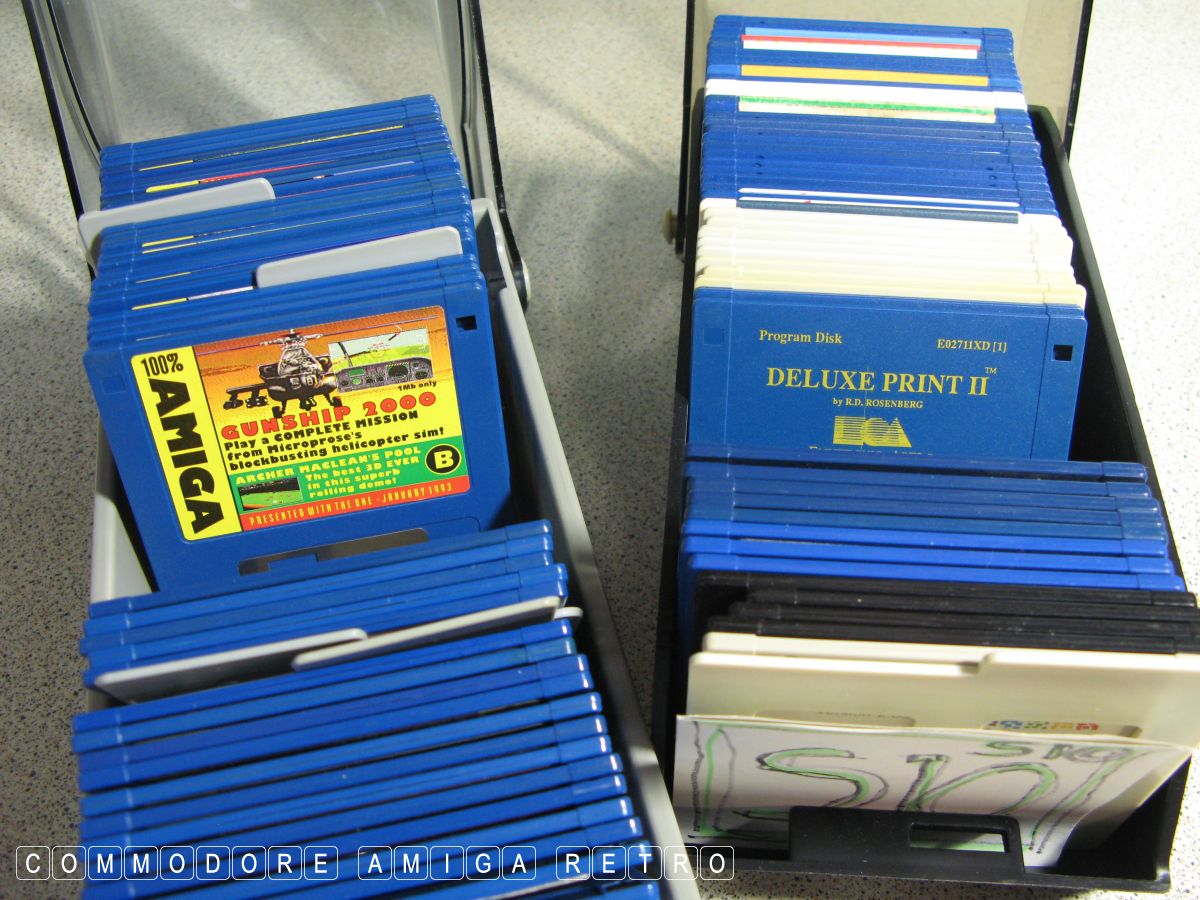 100%
AMIGA
1Mb only
GUNSHIP 2000
Play a COMPLETE MISSION
from Microprose's
blockbusting helicopter sim!
ARCHER MACLEAN'S POOL
The best 3D EVER
in this superb
rolling demo!
B
PRESENTED WITH THE ONE · JANUARY 1993
Program Disk
E02711XD [1]
DELUXE PRINT II™
by R.D. ROSENBERG
COMMODORE AMIGA RETRO